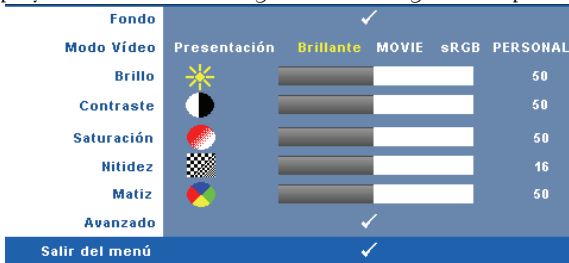 Fondo
Modo Vídeo Presentación Brillante MOVIE sRGB PERSONAL
Brillo 50
Contraste 50
Saturación 50
Nitidez 16
Matiz 50
Avanzado
Salir del menú